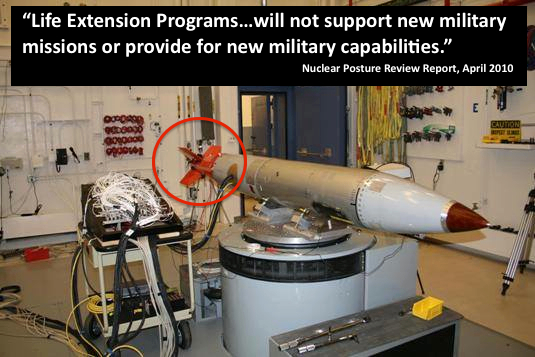 “Life Extension Programs…will not support new military
missions or provide for new military capabilities.”
Nuclear Posture Review Report, April 2010
CAUTION